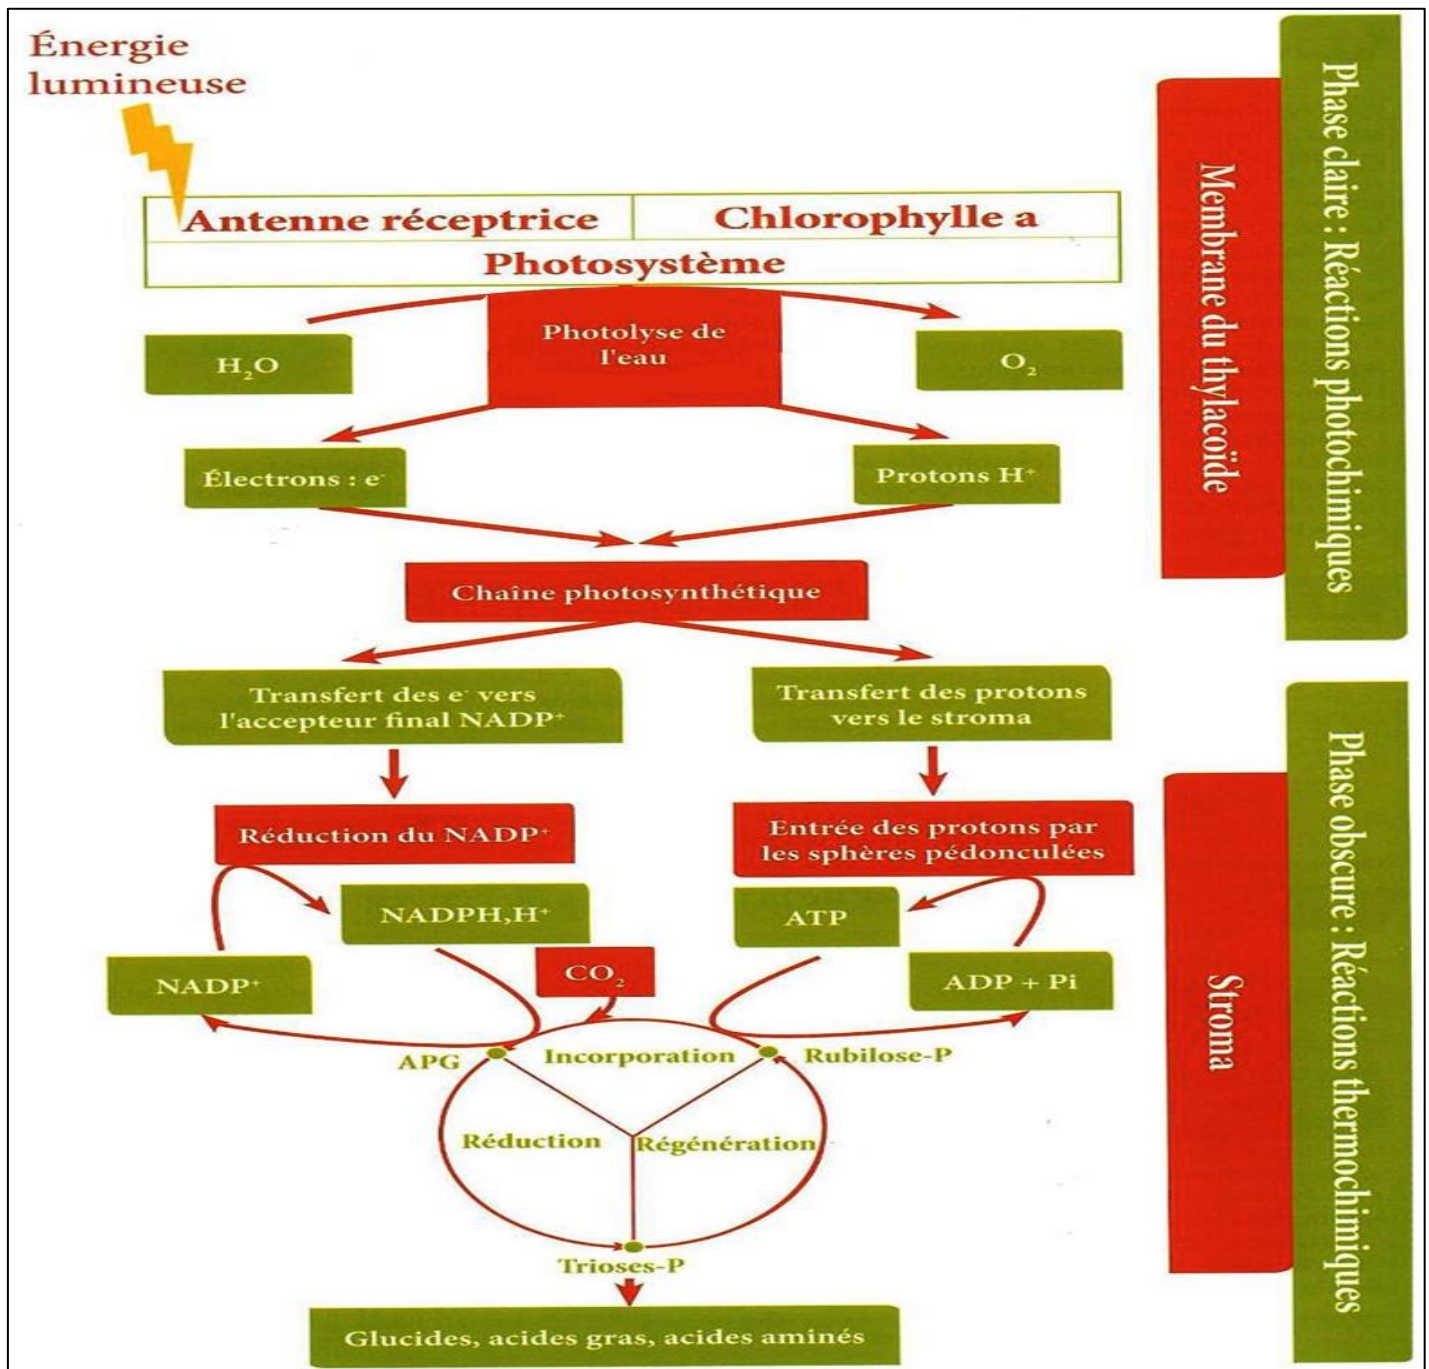 Énergie
lumineuse
Antenne réceptrice
Chlorophylle a
Photosystème
Photolyse de
l'eau
H₂O
O₂
Électrons : e⁻
Protons H⁺
Chaîne photosynthétique
Transfert des e⁻ vers
l'accepteur final NADP⁺
Transfert des protons
vers le stroma
Réduction du NADP⁺
Entrée des protons par
les sphères pédonculées
NADPH,H⁺
ATP
CO₂
NADP⁺
ADP + Pi
APG
Incorporation
Rubilose-P
Réduction
Régénération
Trioses-P
Glucides, acides gras, acides aminés
Membrane du thylacoïde
Phase claire : Réactions photochimiques
Stroma
Phase obscure : Réactions thermochimiques